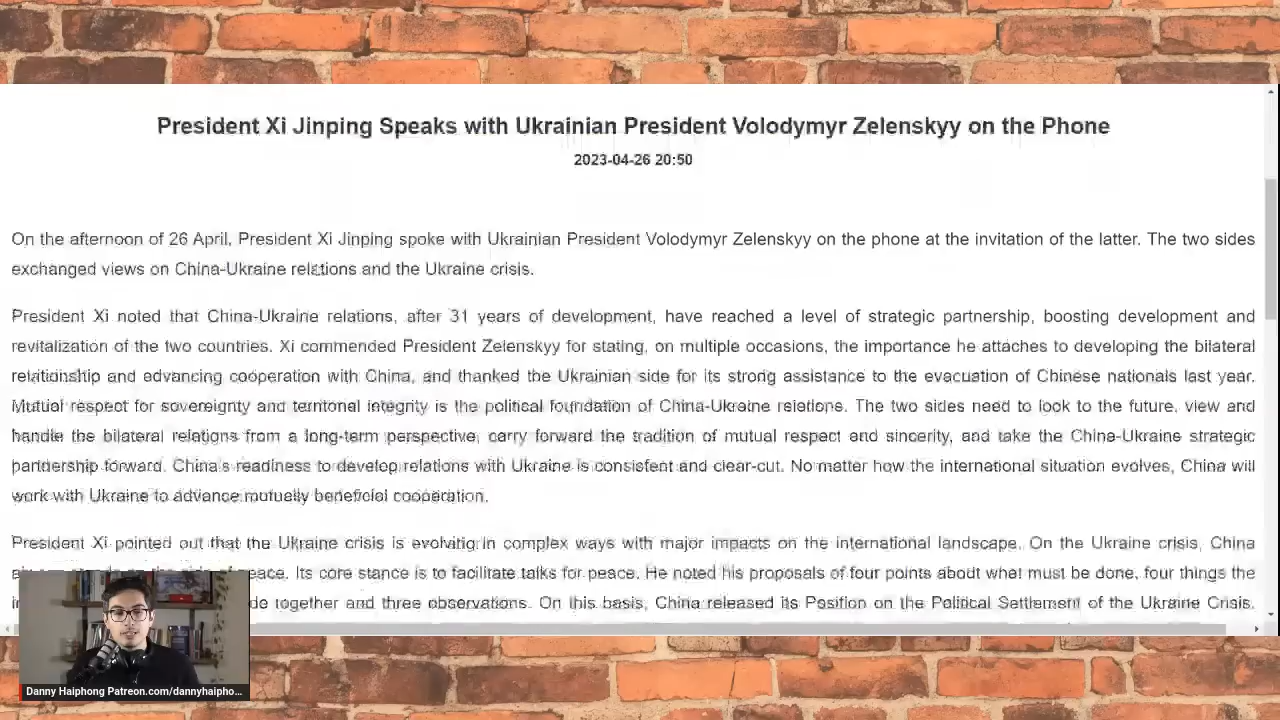 President Xi Jinping Speaks with Ukrainian President Volodymyr Zelenskyy on the Phone
2023-04-26 20:50
On the afternoon of 26 April, President Xi Jinping spoke with Ukrainian President Volodymyr Zelenskyy on the phone at the invitation of the latter. The two sides
exchanged views on China-Ukraine relations and the Ukraine crisis.
President Xi noted that China-Ukraine relations, after 31 years of development, have reached a level of strategic partnership, boosting development and
revitalization of the two countries. Xi commended President Zelenskyy for stating, on multiple occasions, the importance he attaches to developing the bilateral
relationship and advancing cooperation with China, and thanked the Ukrainian side for its strong assistance to the evacuation of Chinese nationals last year.
Mutual respect for sovereignty and territorial integrity is the political foundation of China-Ukraine relations. The two sides need to look to the future, view and
handle the bilateral relations from a long-term perspective, carry forward the tradition of mutual respect and sincerity, and take the China-Ukraine strategic
partnership forward. China's readiness to develop relations with Ukraine is consistent and clear-cut. No matter how the international situation evolves, China will
work with Ukraine to advance mutually beneficial cooperation.
President Xi pointed out that the Ukraine crisis is evolving in complex ways with major impacts on the international landscape. On the Ukraine crisis, China
peace. Its core stance is to facilitate talks for peace. He noted his proposals of four points about what must be done, four things the
together and three observations. On this basis, China released its Position on the Political Settlement of the Ukraine Crisis.
Danny Haiphong Patreon.com/dannyhaipho...